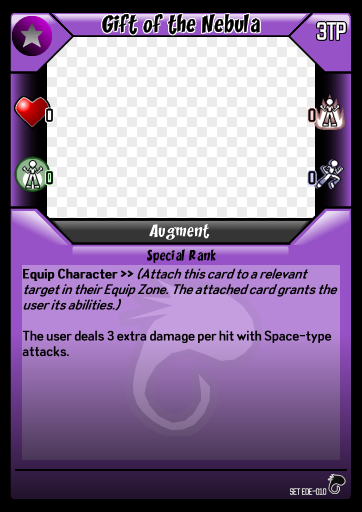 Gift of the Nebula
3TP
0
0
0
0
Augment
Special Rank
Equip Character >> (Attach this card to a relevant
target in their Equip Zone. The attached card grants the
user its abilities.)
The user deals 3 extra damage per hit with Space-type
attacks.
SET EOE-010